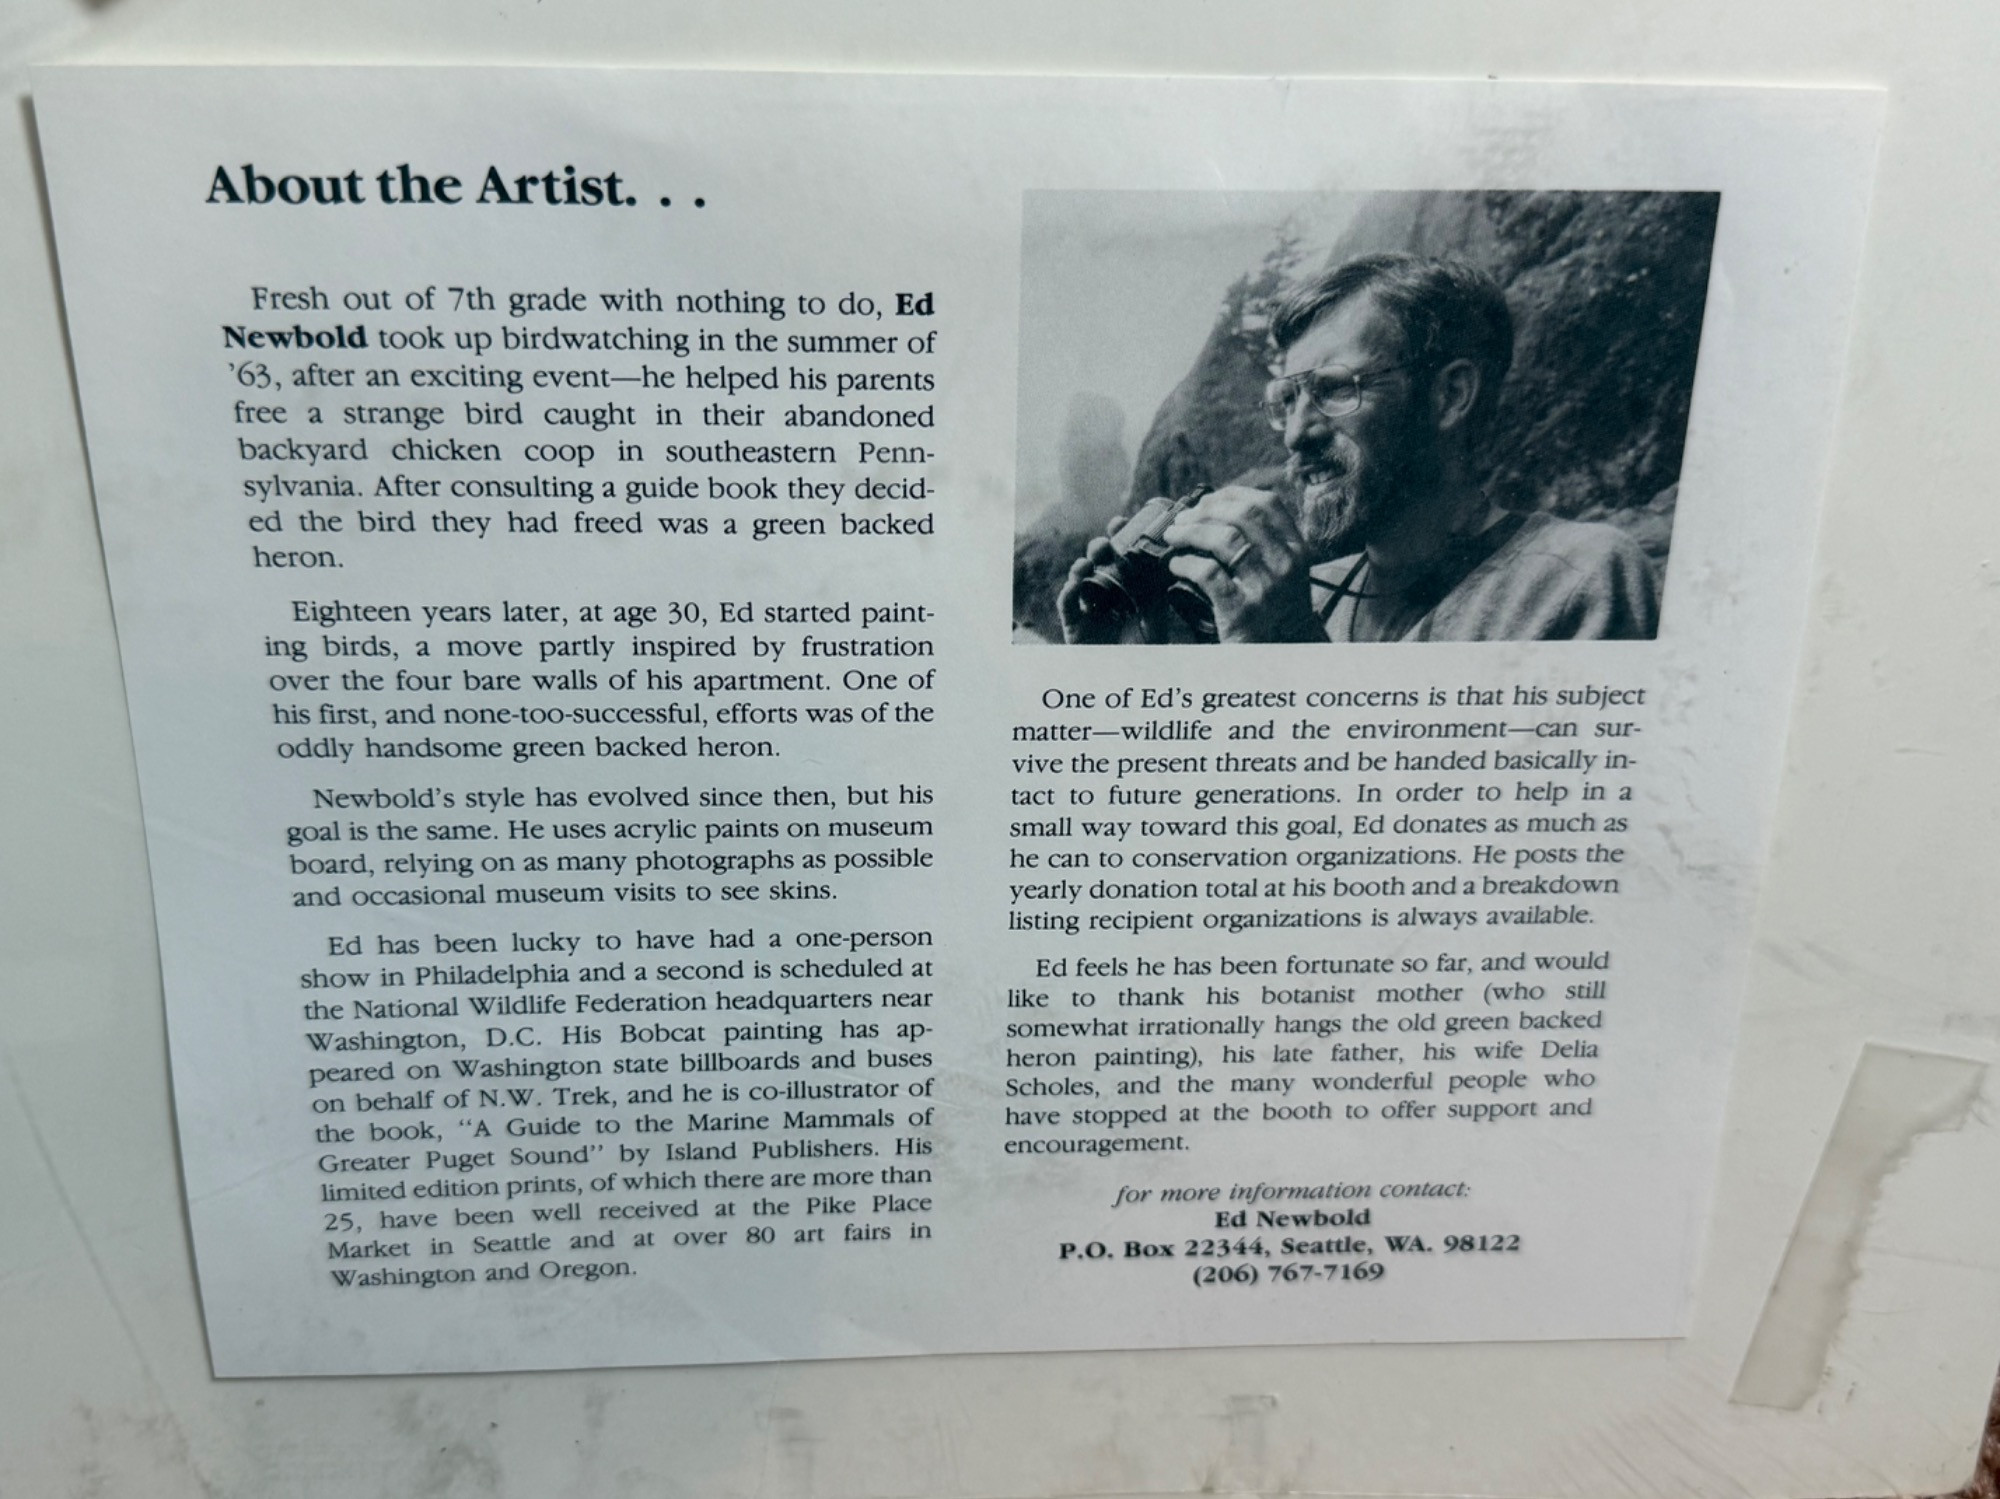 About the Artist. . .
Fresh out of 7th grade with nothing to do, Ed
Newbold took up birdwatching in the summer of
’63, after an exciting event—he helped his parents
free a strange bird caught in their abandoned
backyard chicken coop in southeastern Penn-
sylvania. After consulting a guide book they decid-
ed the bird they had freed was a green backed
heron.
Eighteen years later, at age 30, Ed started paint-
ing birds, a move partly inspired by frustration
over the four bare walls of his apartment. One of
his first, and none-too-successful, efforts was of the
oddly handsome green backed heron.
Newbold’s style has evolved since then, but his
goal is the same. He uses acrylic paints on museum
board, relying on as many photographs as possible
and occasional museum visits to see skins.
Ed has been lucky to have had a one-person
show in Philadelphia and a second is scheduled at
the National Wildlife Federation headquarters near
Washington, D.C. His Bobcat painting has ap-
peared on Washington state billboards and buses
on behalf of N.W. Trek, and he is co-illustrator of
the book, “A Guide to the Marine Mammals of
Greater Puget Sound” by Island Publishers. His
limited edition prints, of which there are more than
25, have been well received at the Pike Place
Market in Seattle and at over 80 art fairs in
Washington and Oregon.
One of Ed’s greatest concerns is that his subject
matter—wildlife and the environment—can sur-
vive the present threats and be handed basically in-
tact to future generations. In order to help in a
small way toward this goal, Ed donates as much as
he can to conservation organizations. He posts the
yearly donation total at his booth and a breakdown
listing recipient organizations is always available.
Ed feels he has been fortunate so far, and would
like to thank his botanist mother (who still
somewhat irrationally hangs the old green backed
heron painting), his late father, his wife Delia
Scholes, and the many wonderful people who
have stopped at the booth to offer support and
encouragement.
for more information contact:
Ed Newbold
P.O. Box 22344, Seattle, WA. 98122
(206) 767-7169